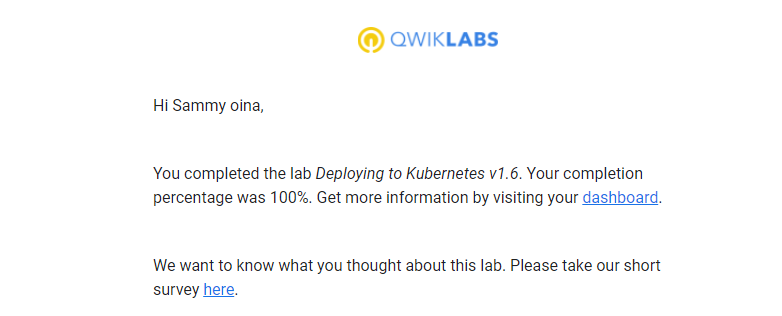 QWIKLABS
Hi Sammy oina,
You completed the lab Deploying to Kubernetes v1.6. Your completion
percentage was 100%. Get more information by visiting your dashboard.
We want to know what you thought about this lab. Please take our short
survey here.